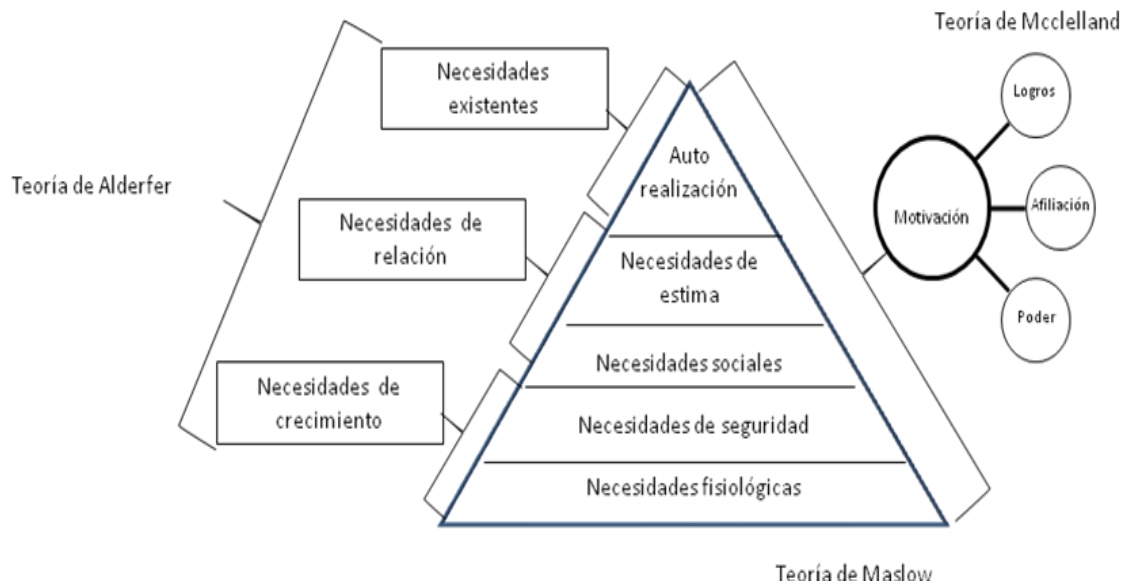 Teoría de Mcclelland
Necesidades
existentes
Logros
Auto
realización
Teoría de Alderfer
Necesidades de
relación
Motivación
Afiliación
Necesidades de
estima
Poder
Necesidades sociales
Necesidades de
crecimiento
Necesidades de seguridad
Necesidades fisiológicas
Teoría de Maslow